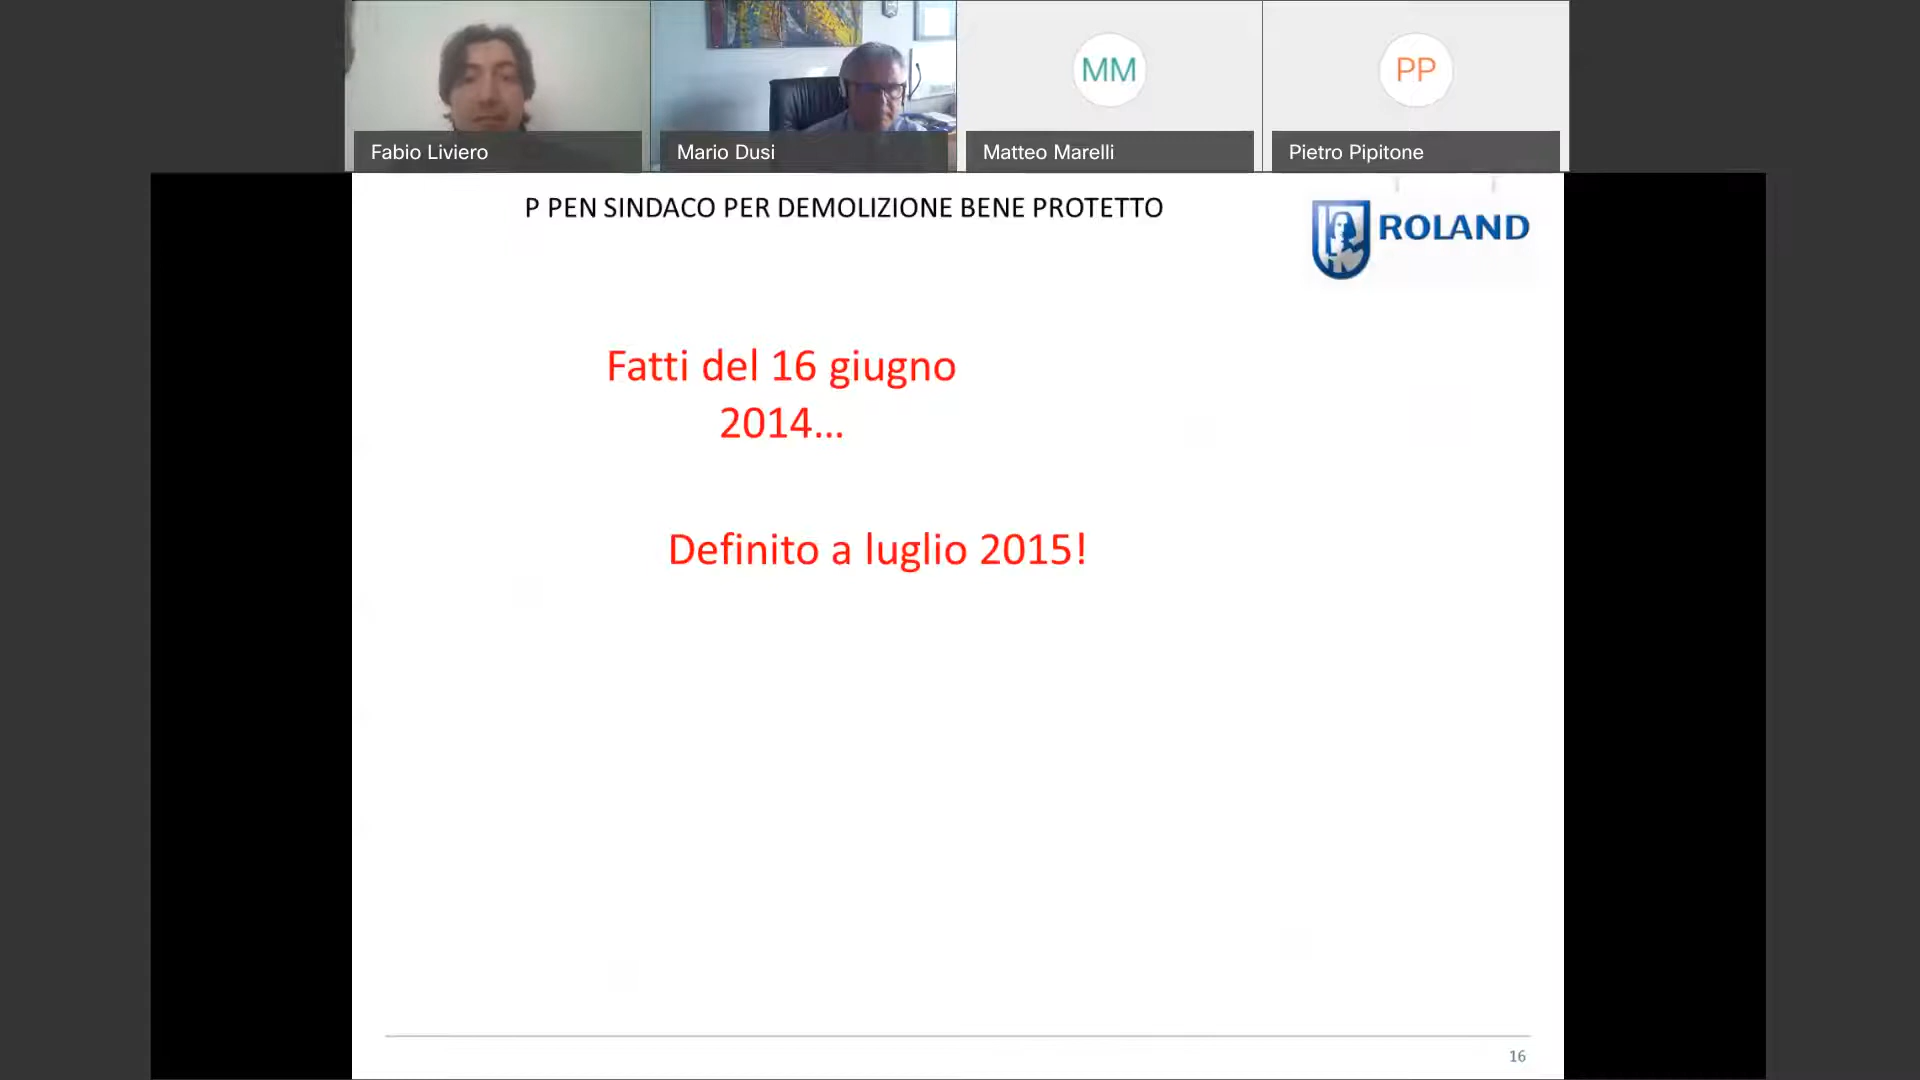 MM
PP
Fabio Liviero
Mario Dusi
Matteo Marelli
Pietro Pipitone
P PEN SINDACO PER DEMOLIZIONE BENE PROTETTO
ROLAND
Fatti del 16 giugno
2014...
Definito a luglio 2015!
16